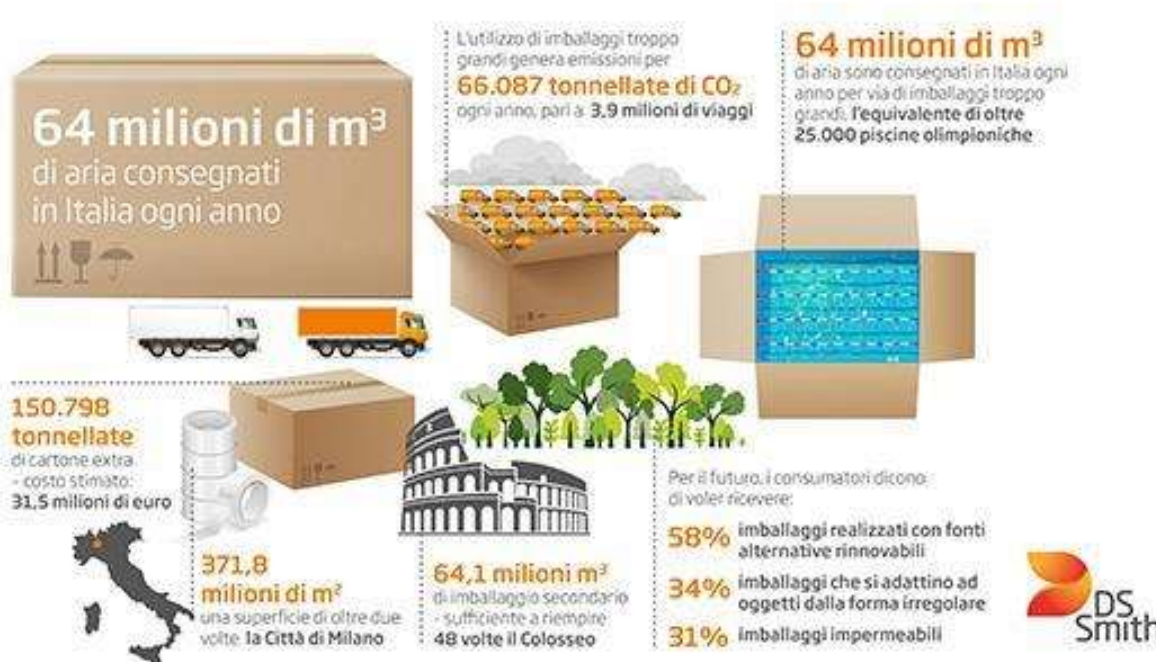 64 milioni di m³
di aria consegnati
in Italia ogni anno
L'utilizzo di imballaggi troppo
grandi genera emissioni per
66.087 tonnellate di CO₂
ogni anno, pari a 3,9 milioni di viaggi
64 milioni di m³
di aria sono consegnati in Italia ogni
anno per via di imballaggi troppo
grandi, l'equivalente di oltre
25.000 piscine olimpioniche
150.798
tonnellate
di cartone extra
- costo stimato:
31,5 milioni di euro
371,8
milioni di m²
una superficie di oltre due
volte la Città di Milano
64,1 milioni m³
di imballaggio secondario
- sufficiente a riempire
48 volte il Colosseo
Per il futuro, i consumatori dicono
di voler ricevere:
58% imballaggi realizzati con fonti
alternative rinnovabili
34% imballaggi che si adattino ad
oggetti dalla forma irregolare
31% imballaggi impermeabili
DS
Smith